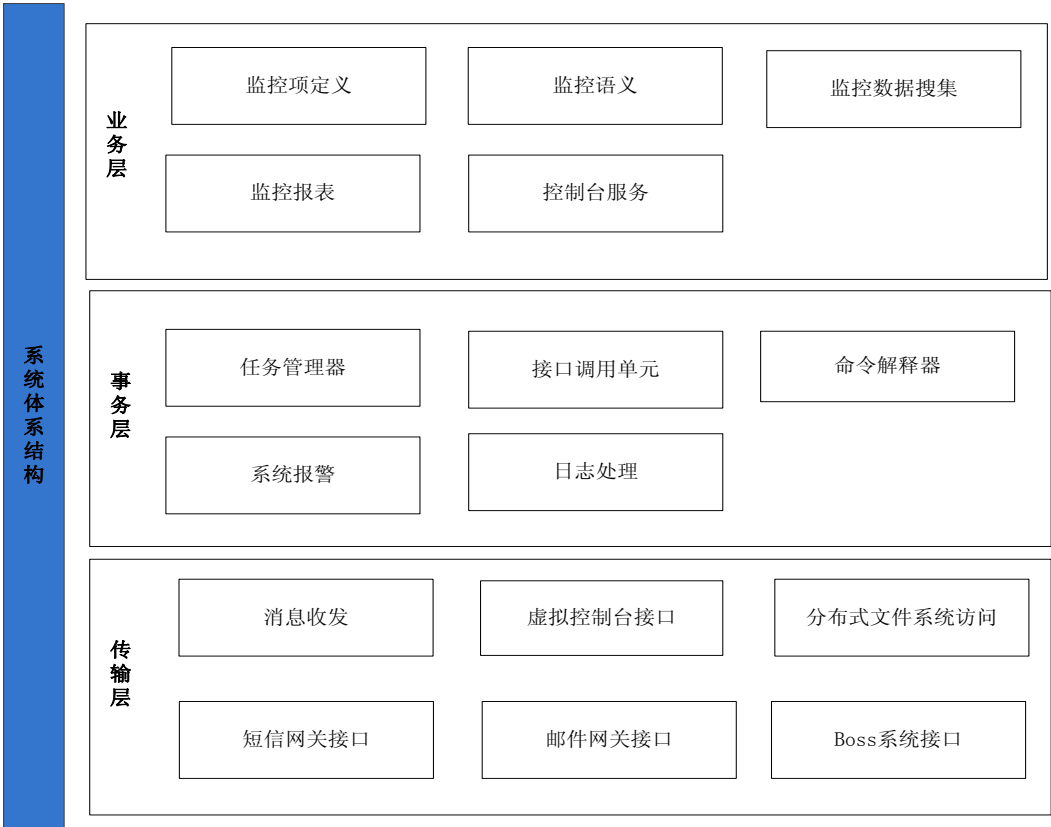 系统体系结构
业务层
监控项定义
监控语义
监控数据搜集
监控报表
控制台服务
事务层
任务管理器
接口调用单元
命令解释器
系统报警
日志处理
传输层
消息收发
虚拟控制台接口
分布式文件系统访问
短信网关接口
邮件网关接口
Boss系统接口